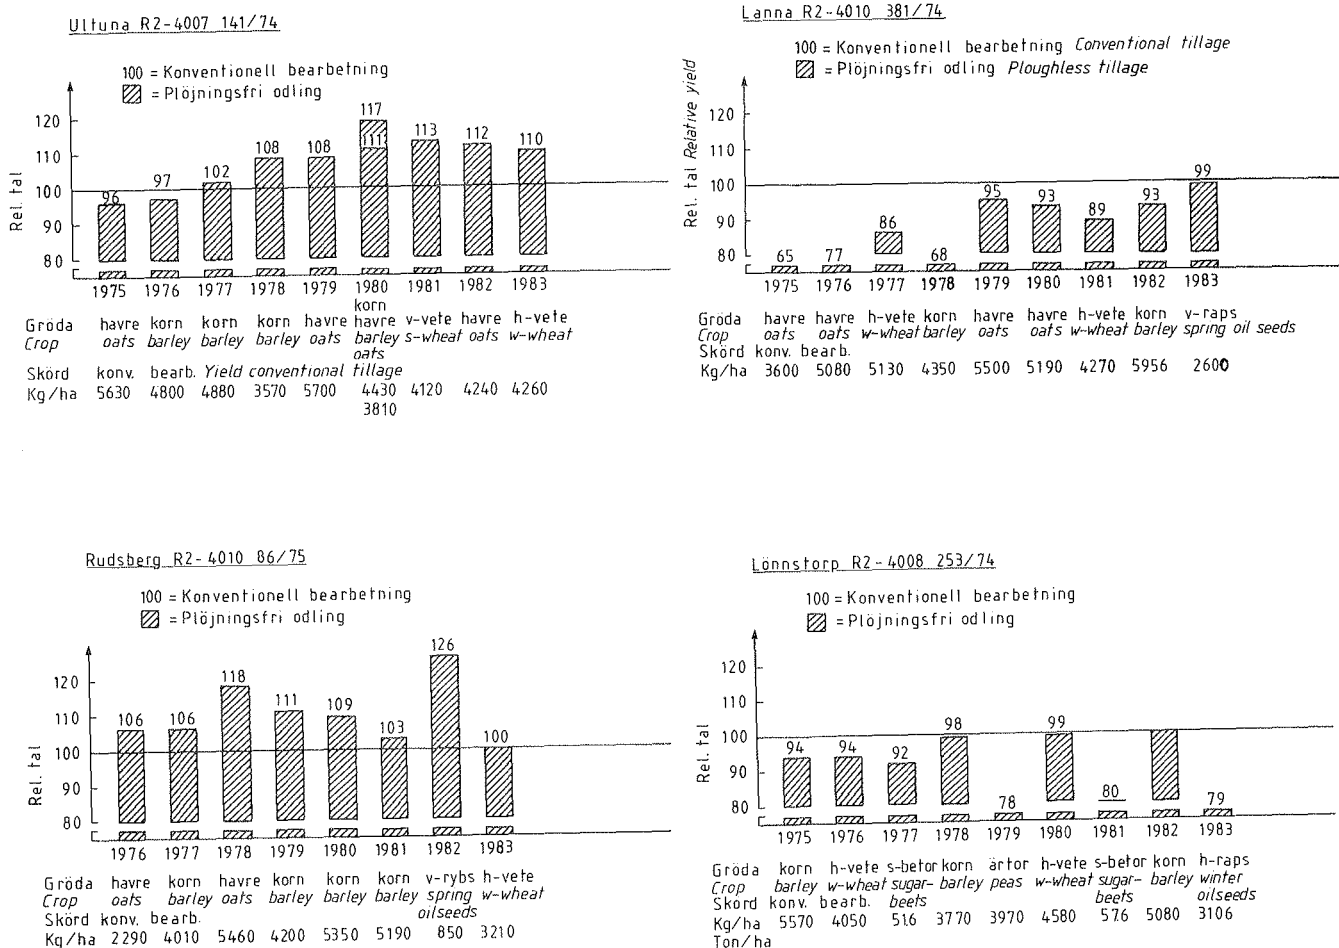 Ultuna R2-4007 141/74
100 = Konventionell bearbetning
= Plöjningsfri odling
Rel. tal
120
110
100
90
80
96 97 102 108 108 117 111 113 112 110
1975 1976 1977 1978 1979 1980 1981 1982 1983
Gröda havre korn korn korn havre korn havre v-vete havre h-vete
Crop oats barley barley barley oats barley oats s-wheat oats w-wheat
Skörd konv. bearb. Yield conventional tillage
Kg/ha 5630 4800 4880 3570 5700 4430 4120 4240 4260
3810
Lanna R2-4010 381/74
100 = Konventionell bearbetning Conventional tillage
= Plöjningsfri odling Ploughless tillage
Rel. tal Relative yield
120
110
100
90
80
65 77 86 68 95 93 89 93 99
1975 1976 1977 1978 1979 1980 1981 1982 1983
Gröda havre havre h-vete korn havre havre h-vete korn v-raps
Crop oats oats w-wheat barley oats oats w-wheat barley spring oil seeds
Skörd konv. bearb.
Kg/ha 3600 5080 5130 4350 5500 5190 4270 5956 2600
Rudsberg R2-4010 86/75
100 = Konventionell bearbetning
= Plöjningsfri odling
Rel. tal
120
110
100
90
80
106 106 118 111 109 103 126 100
1976 1977 1978 1979 1980 1981 1982 1983
Gröda havre korn havre korn korn korn v-rybs h-vete
Crop oats barley oats barley barley barley spring w-wheat
oilseeds
Skörd konv. bearb.
Kg/ha 2290 4010 5460 4200 5350 5190 850 3210
Lönnstorp R2-4008 253/74
100 = Konventionell bearbetning
= Plöjningsfri odling
Rel. tal
120
110
100
90
80
94 94 92 98 78 99 80 79
1975 1976 1977 1978 1979 1980 1981 1982 1983
Gröda korn h-vete s-betor korn ärtor h-vete s-betor korn h-raps
Crop barley w-wheat sugar- barley peas w-wheat sugar- barley winter
beets beets oilseeds
Skörd konv. bearb.
Kg/ha 5570 4050 51.6 3770 3970 4580 57.6 5080 3106
Ton/ha